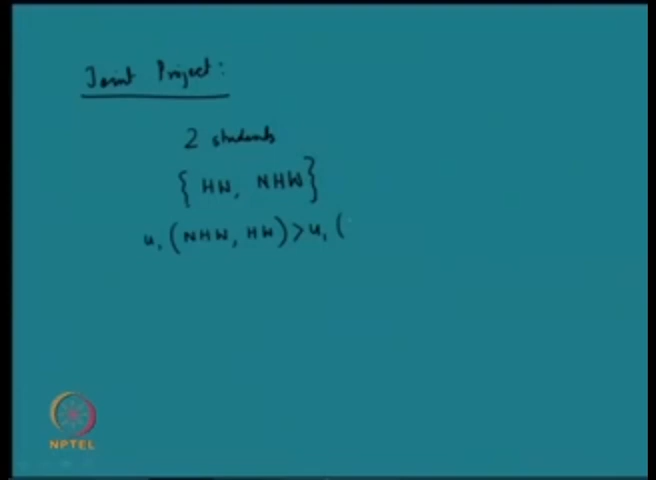 Joint Project:
2 students
{ HW, NHW }
u₁ (NHW, HW) > u₁ (
NPTEL